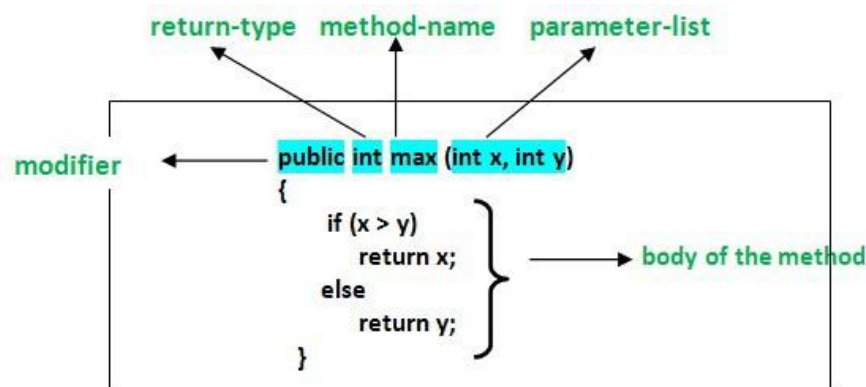 return-type method-name parameter-list
modifier public int max (int x, int y)
{
if (x > y)
return x;
body of the method
else
return y;
}